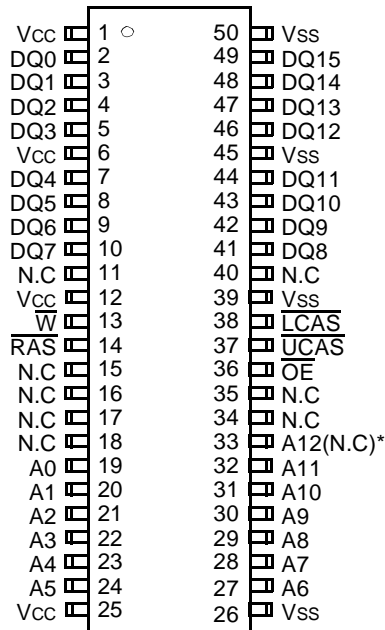 Vcc 1 50 Vss
DQ0 2 49 DQ15
DQ1 3 48 DQ14
DQ2 4 47 DQ13
DQ3 5 46 DQ12
Vcc 6 45 Vss
DQ4 7 44 DQ11
DQ5 8 43 DQ10
DQ6 9 42 DQ9
DQ7 10 41 DQ8
N.C 11 40 N.C
Vcc 12 39 Vss
W̅ 13 38 L̅C̅A̅S̅
R̅A̅S̅ 14 37 U̅C̅A̅S̅
N.C 15 36 O̅E̅
N.C 16 35 N.C
N.C 17 34 N.C
N.C 18 33 A12(N.C)*
A0 19 32 A11
A1 20 31 A10
A2 21 30 A9
A3 22 29 A8
A4 23 28 A7
A5 24 27 A6
Vcc 25 26 Vss